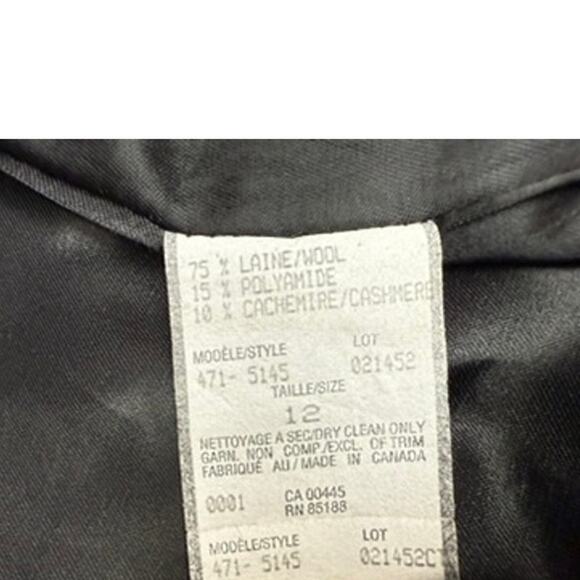 75 % LAINE/WOOL
15 % POLYAMIDE
10 % CACHEMIRE/CASHMERE
MODÈLE/STYLE LOT
471- 5145 021452
TAILLE/SIZE
12
NETTOYAGE A SEC/DRY CLEAN ONLY
GARN. NON COMP./EXCL. OF TRIM
FABRIQUÉ AU/MADE IN CANADA
0001 CA 00445
RN 85188
MODÈLE/STYLE LOT
471- 5145 021452CT